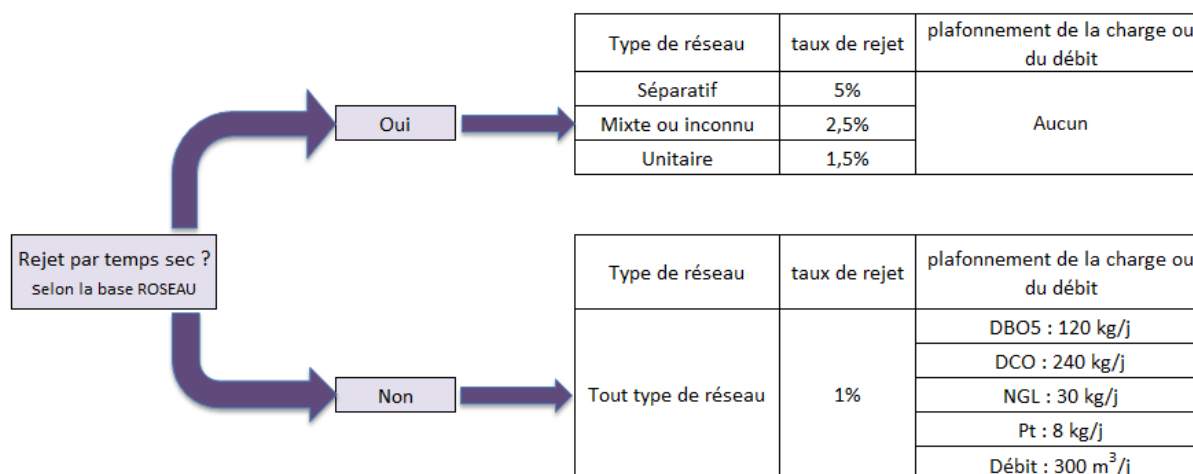 Type de réseau taux de rejet plafonnement de la charge ou
du débit
Séparatif 5%
Mixte ou inconnu 2,5% Aucun
Unitaire 1,5%
Oui
Rejet par temps sec ?
selon la base ROSEAU
Non
Type de réseau taux de rejet plafonnement de la charge ou
du débit
Tout type de réseau 1%
DBO5 : 120 kg/j
DCO : 240 kg/j
NGL : 30 kg/j
Pt : 8 kg/j
Débit : 300 m³/j